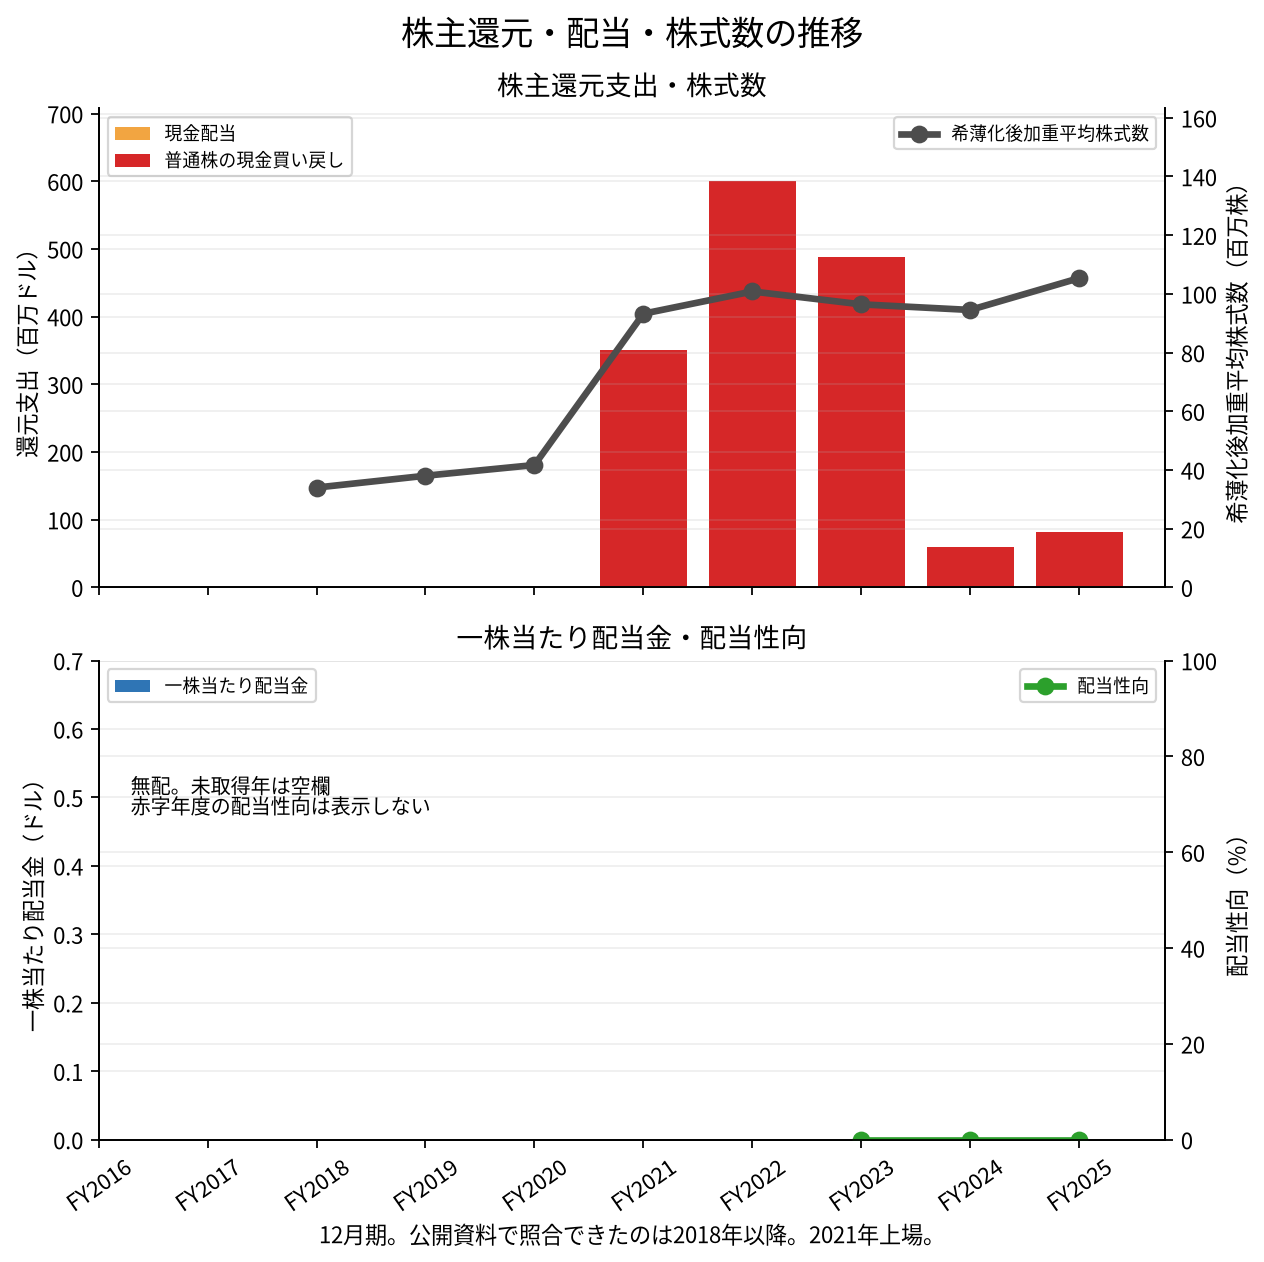 株主還元・配当・株式数の推移
株主還元支出・株式数
現金配当
普通株の現金買い戻し
希薄化後加重平均株式数
還元支出（百万ドル）
700
600
500
400
300
200
100
0
160
140
120
100
80
60
40
20
0
希薄化後加重平均株式数（百万株）
一株当たり配当金・配当性向
一株当たり配当金
配当性向
無配。未取得年は空欄
赤字年度の配当性向は表示しない
一株当たり配当金（ドル）
0.7
0.6
0.5
0.4
0.3
0.2
0.1
0.0
100
80
60
40
20
0
配当性向（%）
FY2016
FY2017
FY2018
FY2019
FY2020
FY2021
FY2022
FY2023
FY2024
FY2025
12月期。公開資料で照合できたのは2018年以降。2021年上場。